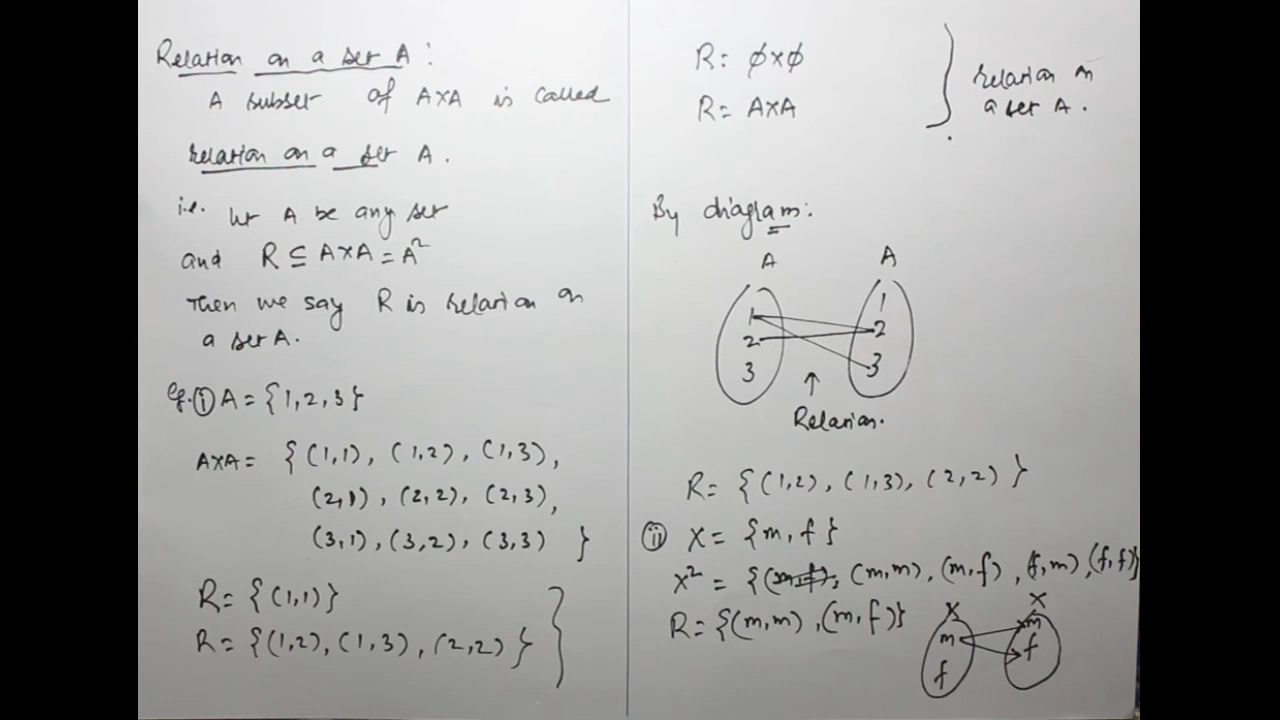 Relation on a set A :
A subset of A×A is called
relation on a set A.
i.e. let A be any set
and R ⊆ A×A = A²
Then we say R is relation on
a set A.
Eg. (i) A = {1,2,3}
A×A = {(1,1), (1,2), (1,3),
(2,1), (2,2), (2,3),
(3,1), (3,2), (3,3) }
R = {(1,1)}
R = {(1,2), (1,3), (2,2)}
R = ϕ×ϕ
R = A×A
relation on
a set A.
By diagram:
A A
1 1
2 2
3 3
Relation.
R = {(1,2), (1,3), (2,2)}
(ii) X = {m, f}
X² = {(m,f), (m,m), (m,f), (f,m), (f,f)}
R = {(m,m), (m,f)}
X X
m m
f f